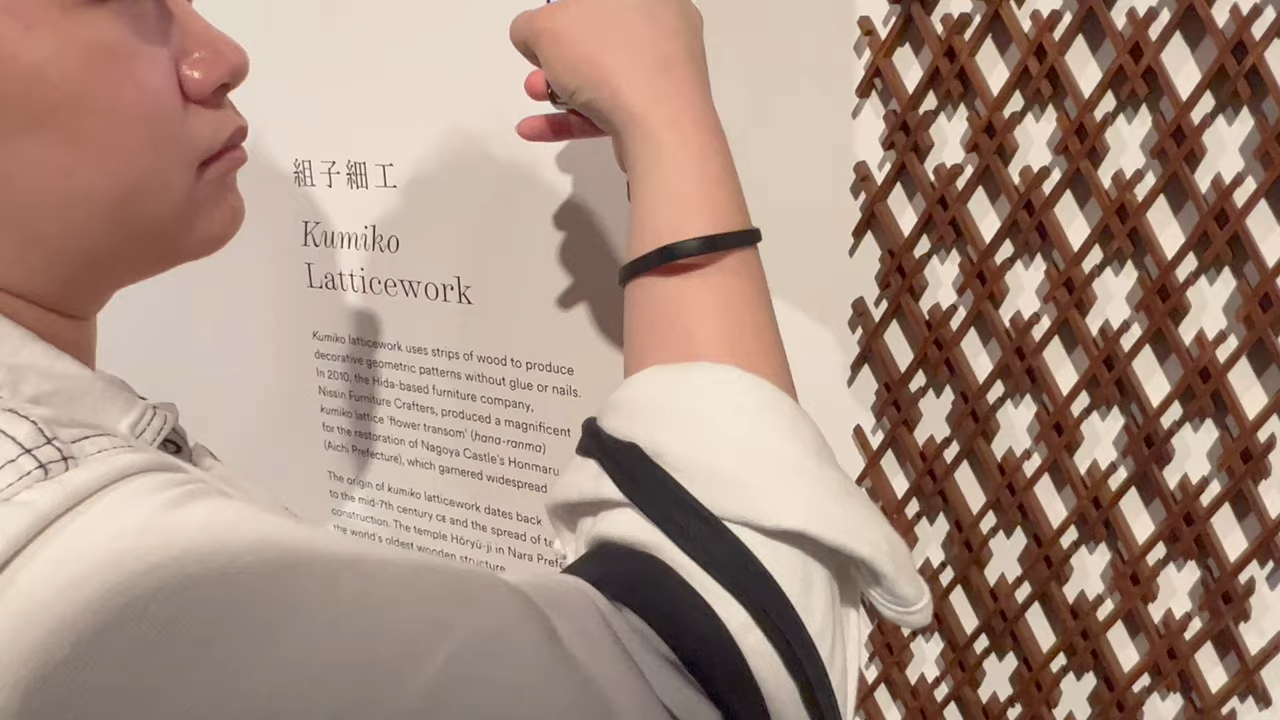 組子細工
Kumiko
Latticework
Kumiko latticework uses strips of wood to produce
decorative geometric patterns without glue or nails.
In 2010, the Hida-based furniture company,
Nissin Furniture Crafters, produced a magnificent
kumiko lattice ‘flower transom’ (hana-ranma)
for the restoration of Nagoya Castle's Honmaru
(Aichi Prefecture), which garnered widespread
The origin of kumiko latticework dates back
to the mid-7th century CE and the spread of
construction. The temple Hōryū-ji in Nara
the world's oldest wooden structure